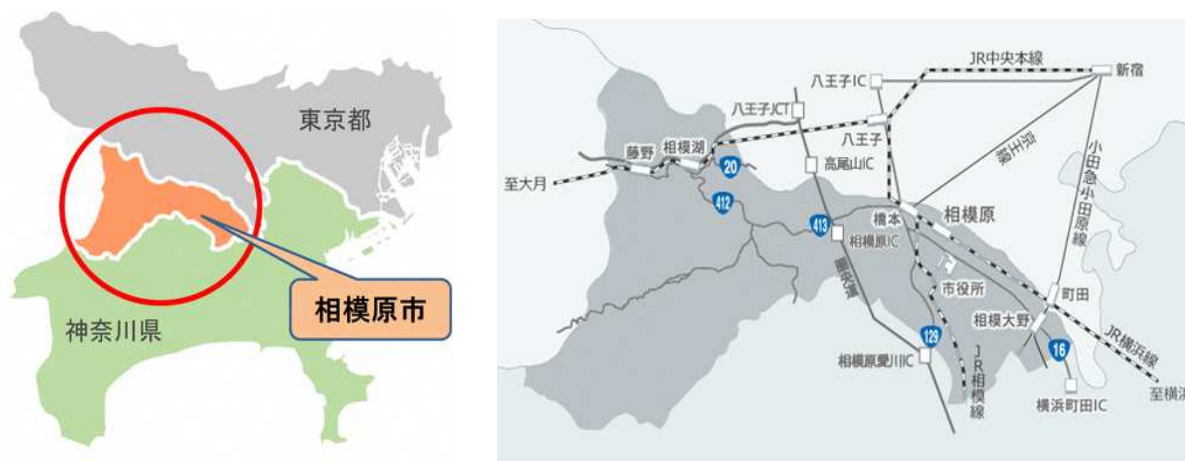 東京都
相模原市
神奈川県
JR中央本線
新宿
八王子IC
八王子JCT
八王子
京王線
小田急小田原線
藤野
相模湖
高尾山IC
20
至大月
412
413
相模原IC
橋本
相模原
圏央道
市役所
町田
相模大野
JR横浜線
129
16
相模原愛川IC
JR相模線
横浜町田IC
至横浜